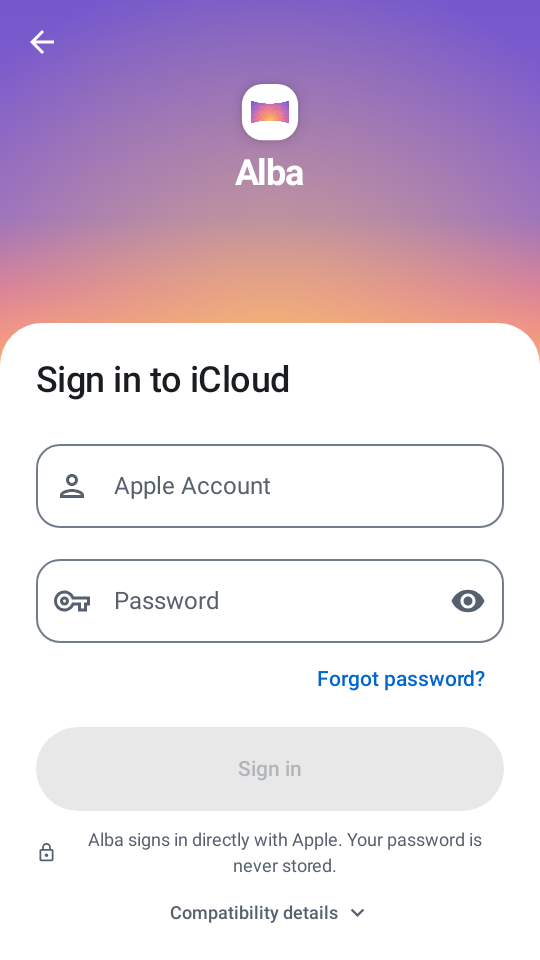 Alba
Sign in to iCloud
Apple Account
Password
Forgot password?
Sign in
Alba signs in directly with Apple. Your password is
never stored.
Compatibility details